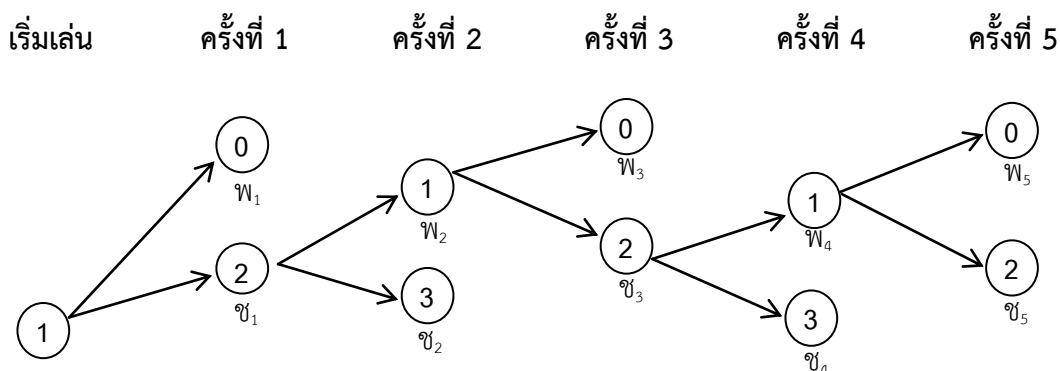 เริ่มเล่น ครั้งที่ 1 ครั้งที่ 2 ครั้งที่ 3 ครั้งที่ 4 ครั้งที่ 5
0 0 0
พ₁ 1 พ₃ 1 พ₅
พ₂ พ₄
2 2 2
ช₁ 3 ช₃ ช₅
1 ช₂ 3
ช₄